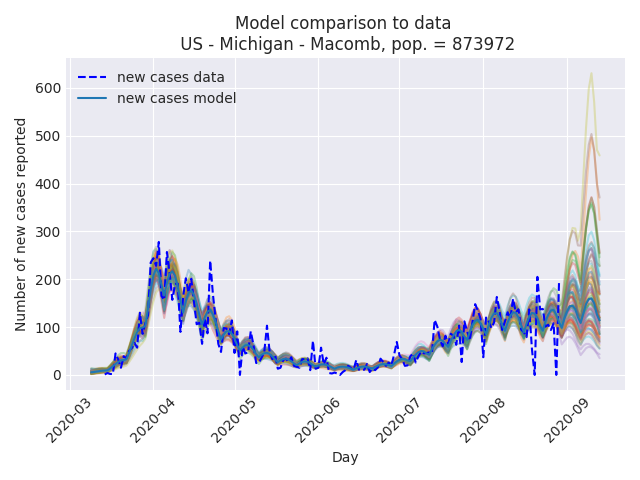 Model comparison to data
US - Michigan - Macomb, pop. = 873972
new cases data
new cases model
Number of new cases reported
600
500
400
300
200
100
0
2020-03
2020-04
2020-05
2020-06
2020-07
2020-08
2020-09
Day